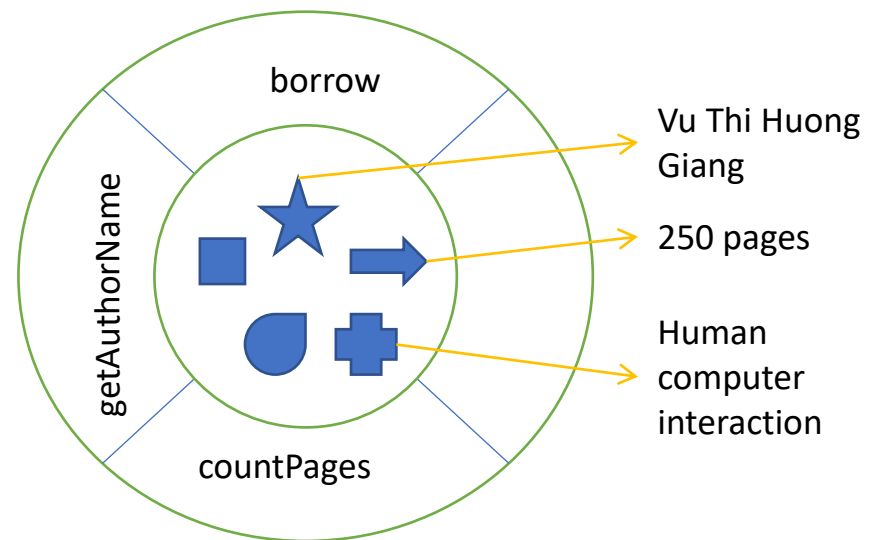 borrow
getAuthorName
countPages
Vu Thi Huong
Giang
250 pages
Human
computer
interaction